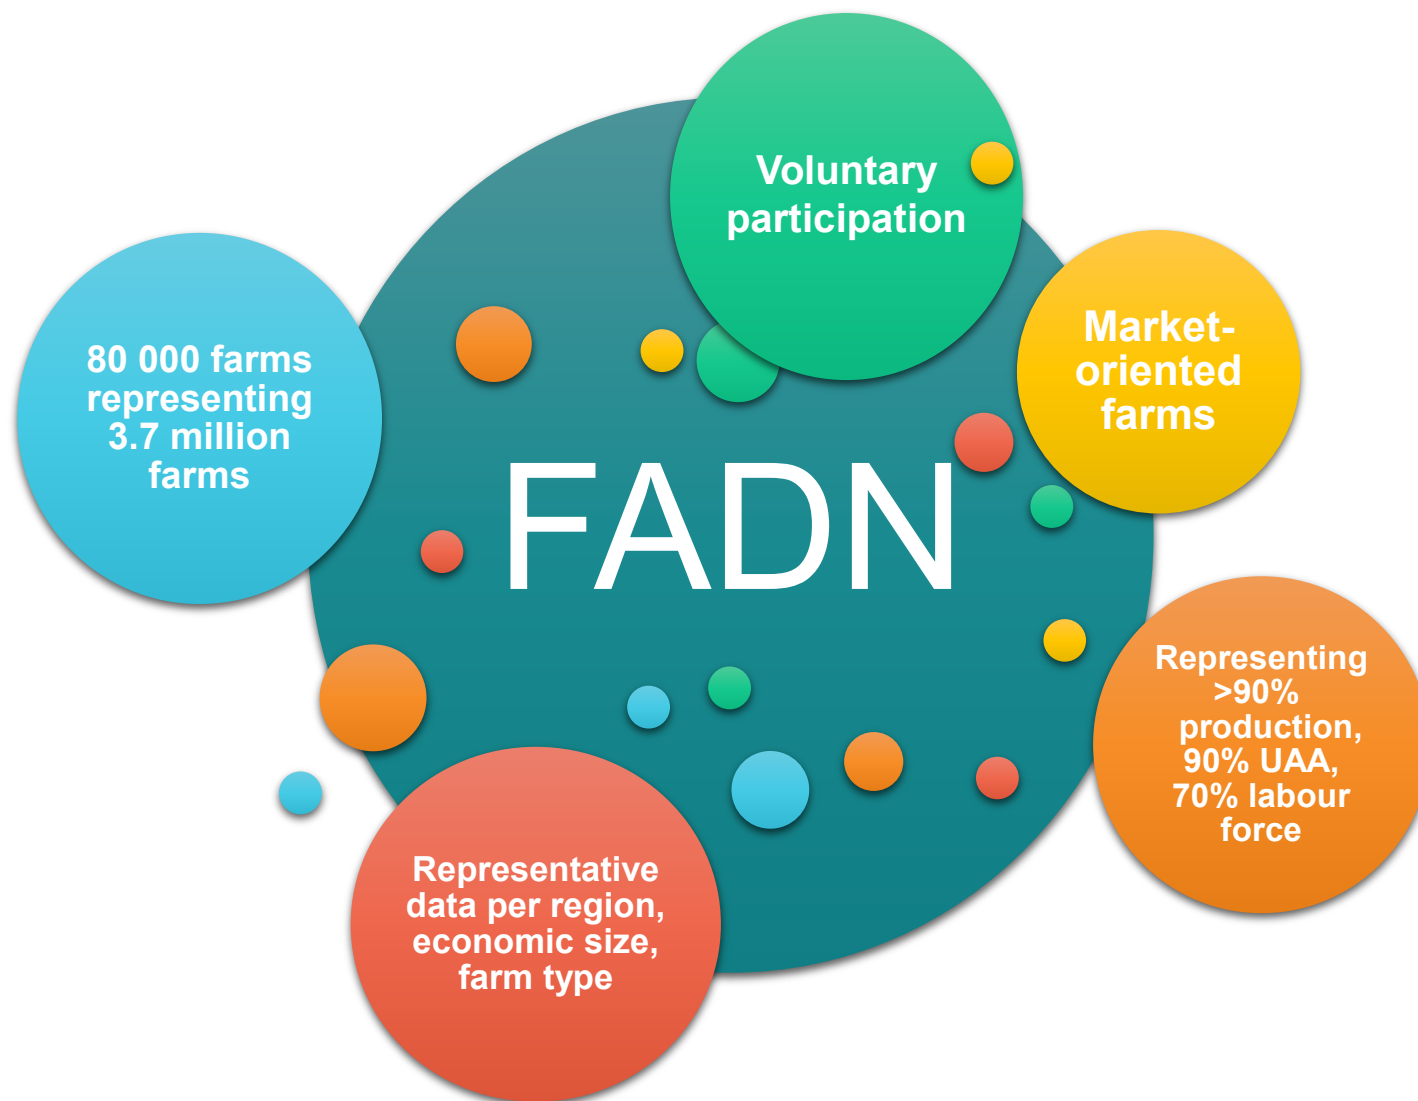 Voluntary
participation
80 000 farms
representing
3.7 million
farms
Market-
oriented
farms
FADN
Representing
>90%
production,
90% UAA,
70% labour
force
Representative
data per region,
economic size,
farm type